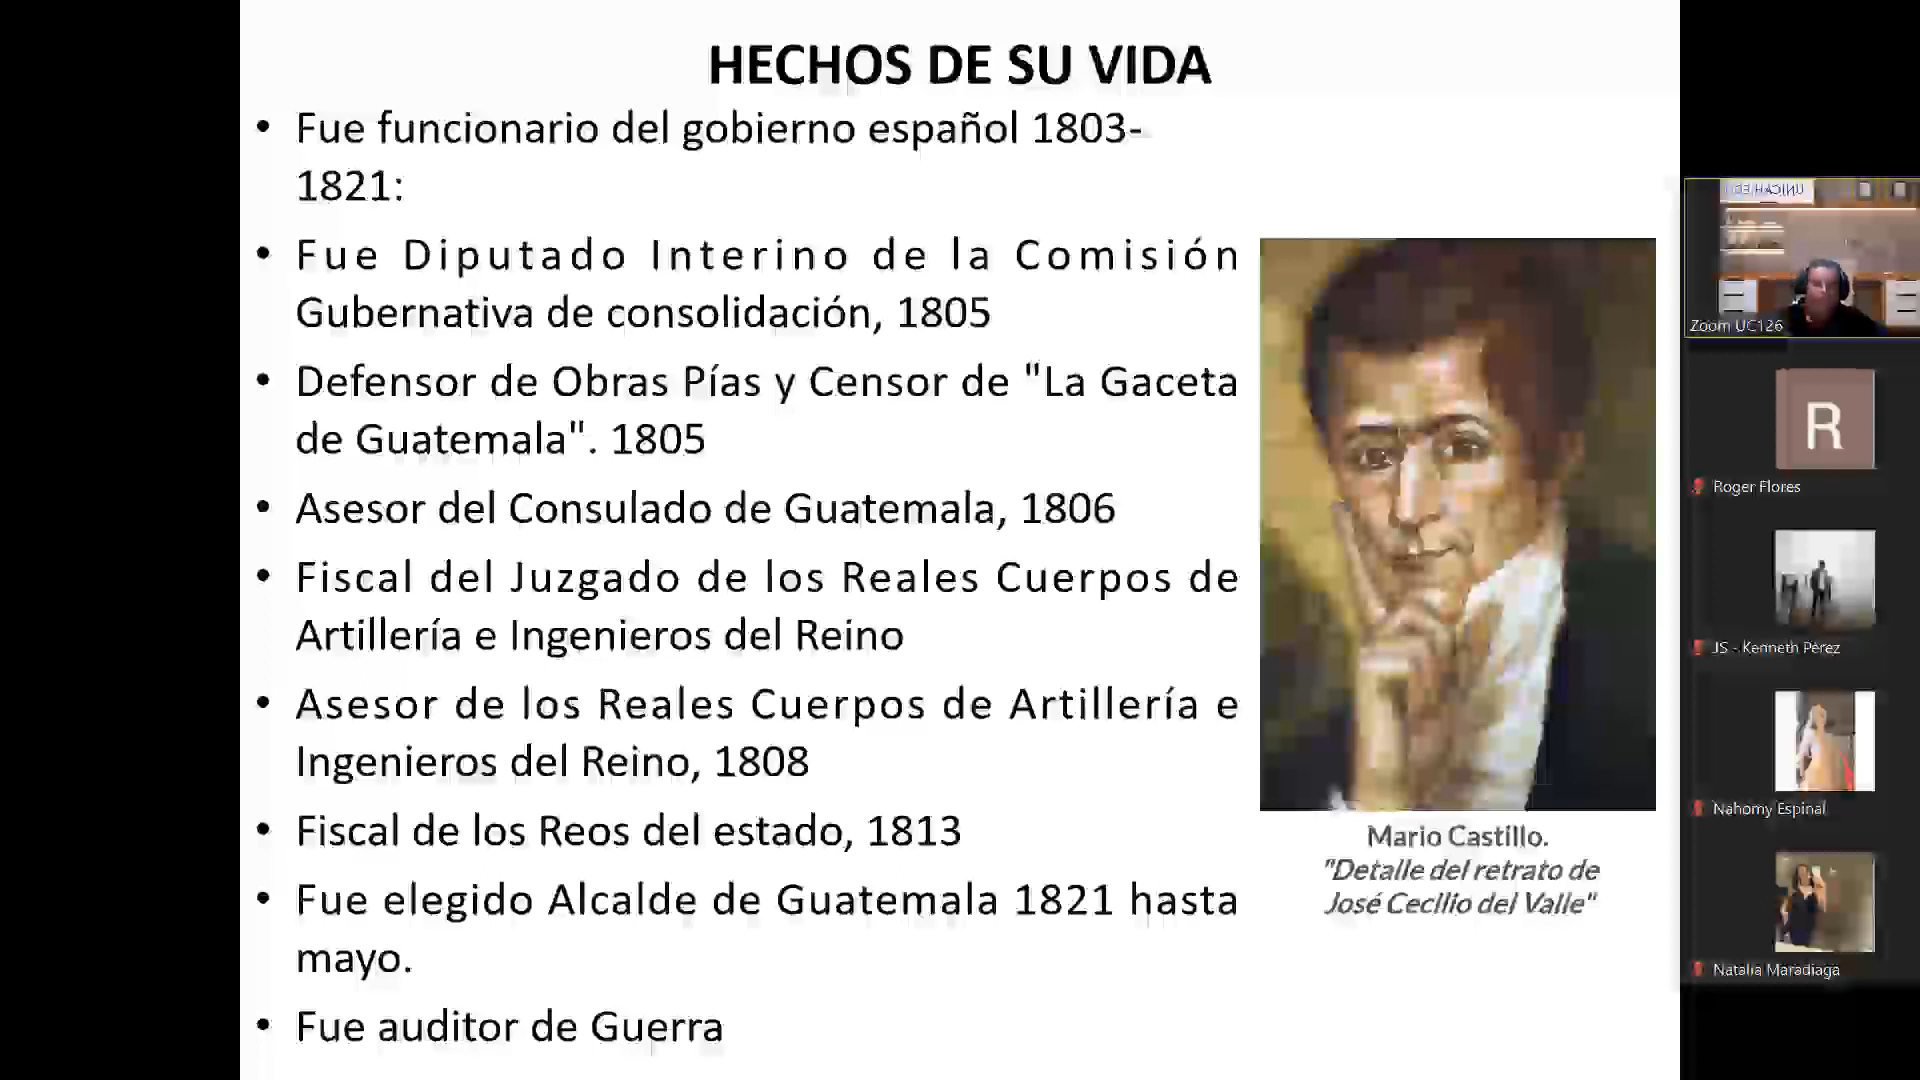 HECHOS DE SU VIDA
• Fue funcionario del gobierno español 1803-
1821:
• Fue Diputado Interino de la Comisión
Gubernativa de consolidación, 1805
• Defensor de Obras Pías y Censor de "La Gaceta
de Guatemala". 1805
• Asesor del Consulado de Guatemala, 1806
• Fiscal del Juzgado de los Reales Cuerpos de
Artillería e Ingenieros del Reino
• Asesor de los Reales Cuerpos de Artillería e
Ingenieros del Reino, 1808
• Fiscal de los Reos del estado, 1813
• Fue elegido Alcalde de Guatemala 1821 hasta
mayo.
• Fue auditor de Guerra
Mario Castillo.
"Detalle del retrato de
José Cecilio del Valle"
Zoom UC126
R
Roger Flores
JS - Kenneth Pérez
Nahomy Espinal
Natalia Maradiaga